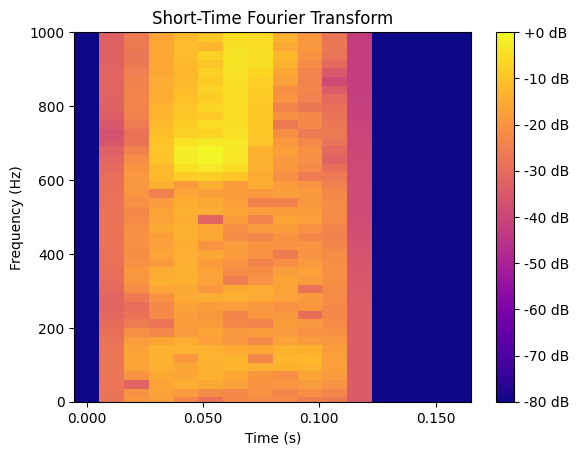 Short-Time Fourier Transform
Frequency (Hz)
1000
800
600
400
200
0
0.000
0.050
0.100
0.150
Time (s)
+0 dB
-10 dB
-20 dB
-30 dB
-40 dB
-50 dB
-60 dB
-70 dB
-80 dB